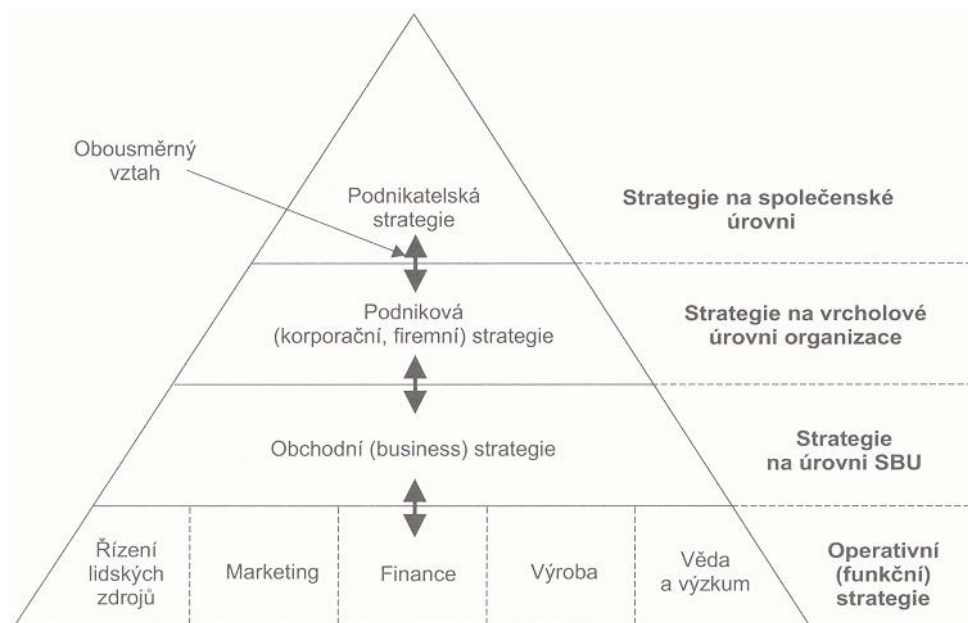 Obousměrný
vztah
Podnikatelská
strategie
Strategie na společenské
úrovni
Podniková
(korporační, firemní) strategie
Strategie na vrcholové
úrovni organizace
Obchodní (business) strategie
Strategie
na úrovni SBU
Řízení
lidských
zdrojů
Marketing
Finance
Výroba
Věda
a výzkum
Operativní
(funkční)
strategie